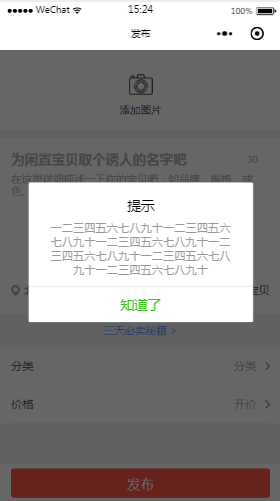 WeChat 15:24 100%
发布
添加图片
为闲置宝贝取个诱人的名字吧 30
在这里详细描述一下你的宝贝吧，如品牌、规格、成
色、
提示
一二三四五六七八九十一二三四五六
七八九十一二三四五六七八九十一二
三四五六七八九十一二三四五六七八
九十一二三四五六七八九十
宝贝
知道了
三天必卖秘籍 >
分类 分类 >
价格 开价 >
发布